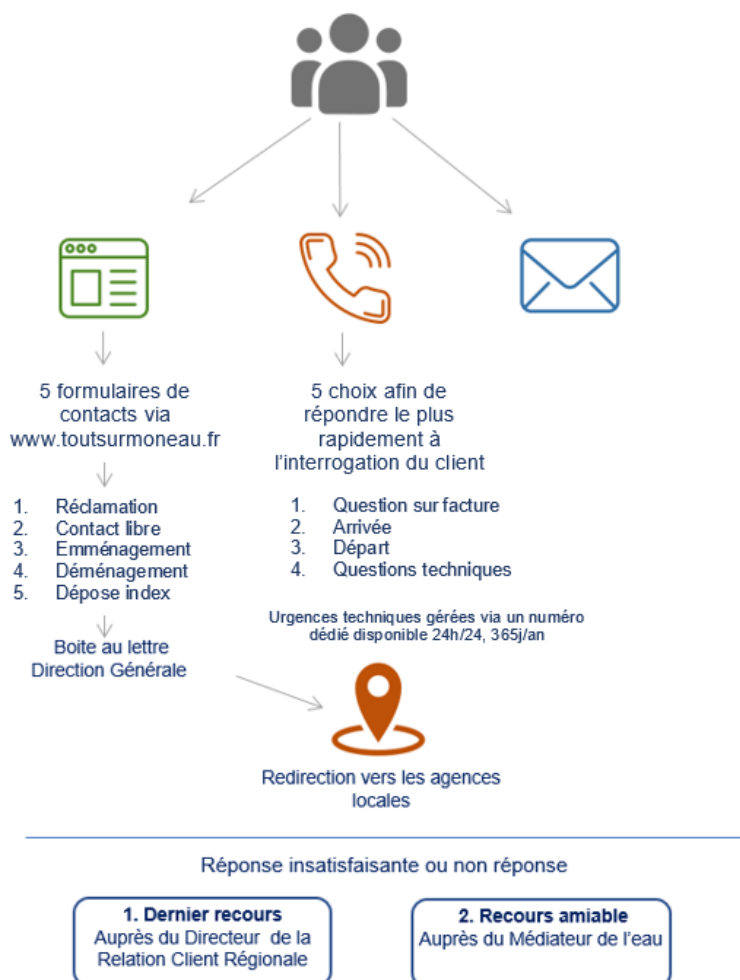 5 formulaires de
contacts via
www.toutsurmoneau.fr
1. Réclamation
2. Contact libre
3. Emménagement
4. Déménagement
5. Dépose index
Boite au lettre
Direction Générale
5 choix afin de
répondre le plus
rapidement à
l'interrogation du client
1. Question sur facture
2. Arrivée
3. Départ
4. Questions techniques
Urgences techniques gérées via un numéro
dédié disponible 24h/24, 365j/an
Redirection vers les agences
locales
Réponse insatisfaisante ou non réponse
1. Dernier recours
Auprès du Directeur de la
Relation Client Régionale
2. Recours amiable
Auprès du Médiateur de l'eau